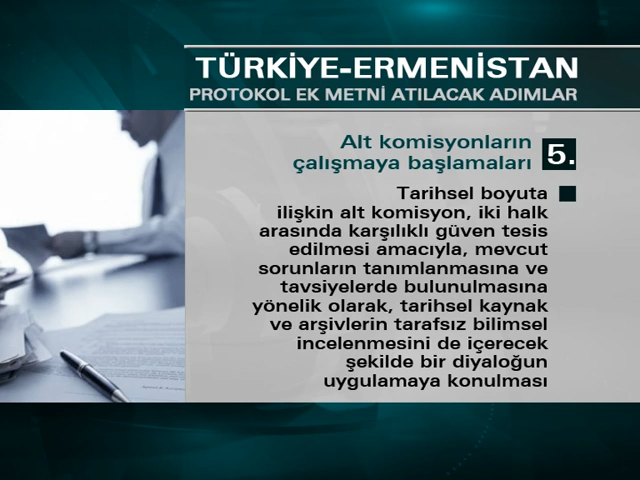 TÜRKİYE-ERMENİSTAN
PROTOKOL EK METNİ ATILACAK ADIMLAR
Alt komisyonların
çalışmaya başlamaları
5.
Tarihsel boyuta
ilişkin alt komisyon, iki halk
arasında karşılıklı güven tesis
edilmesi amacıyla, mevcut
sorunların tanımlanmasına ve
tavsiyelerde bulunulmasına
yönelik olarak, tarihsel kaynak
ve arşivlerin tarafsız bilimsel
incelenmesini de içerecek
şekilde bir diyaloğun
uygulamaya konulması